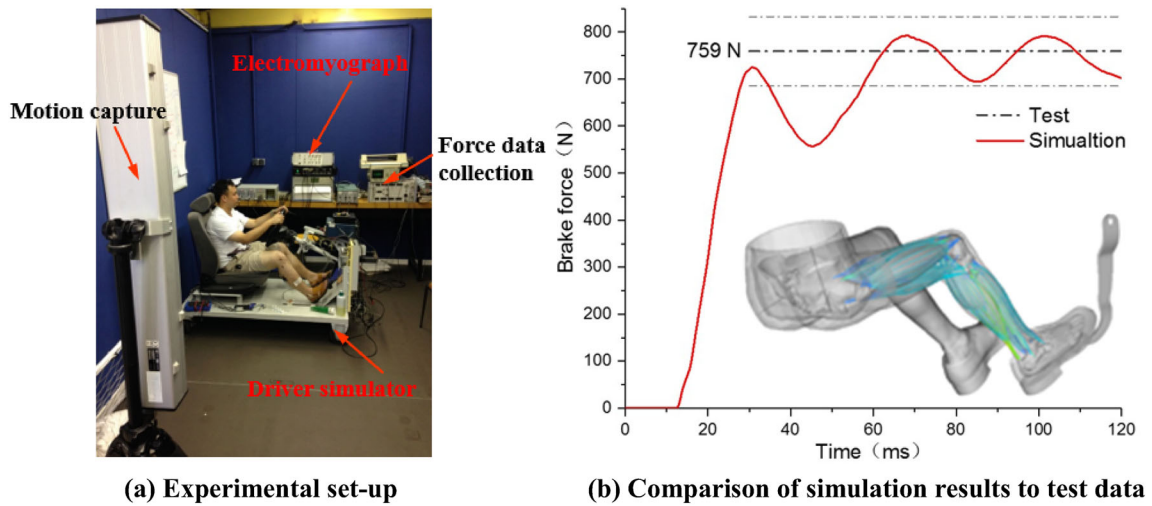 Motion capture
Electromyograph
Force data
collection
Driver simulator
(a) Experimental set-up
800
700
600
500
400
300
200
100
0
Brake force（N）
759 N
Test
Simualtion
0
20
40
60
80
100
120
Time（ms）
(b) Comparison of simulation results to test data